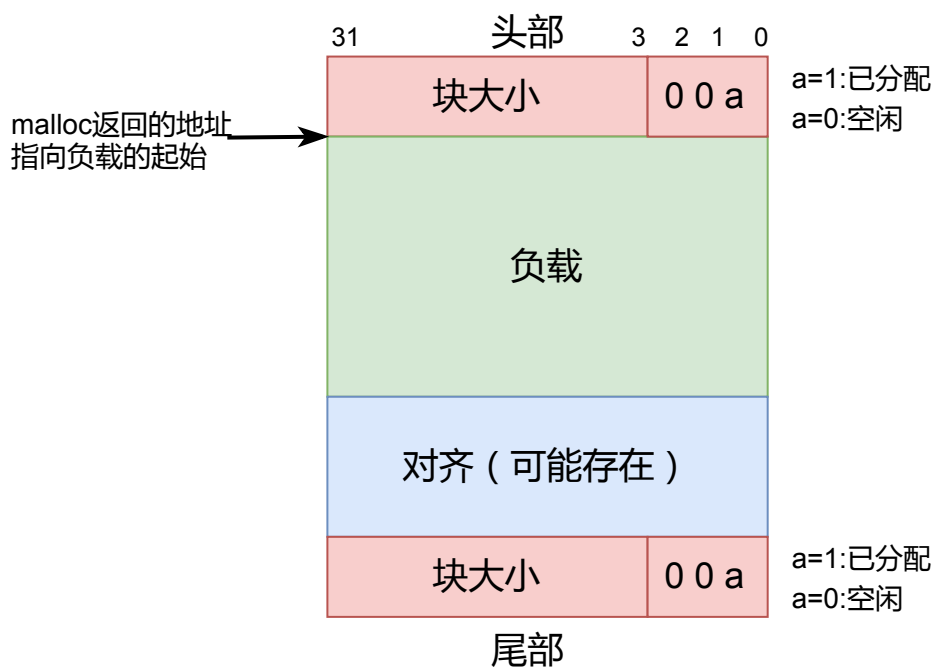 头部
31 3 2 1 0
块大小 0 0 a
a=1:已分配
a=0:空闲
malloc返回的地址
指向负载的起始
负载
对齐（可能存在）
块大小 0 0 a
a=1:已分配
a=0:空闲
尾部